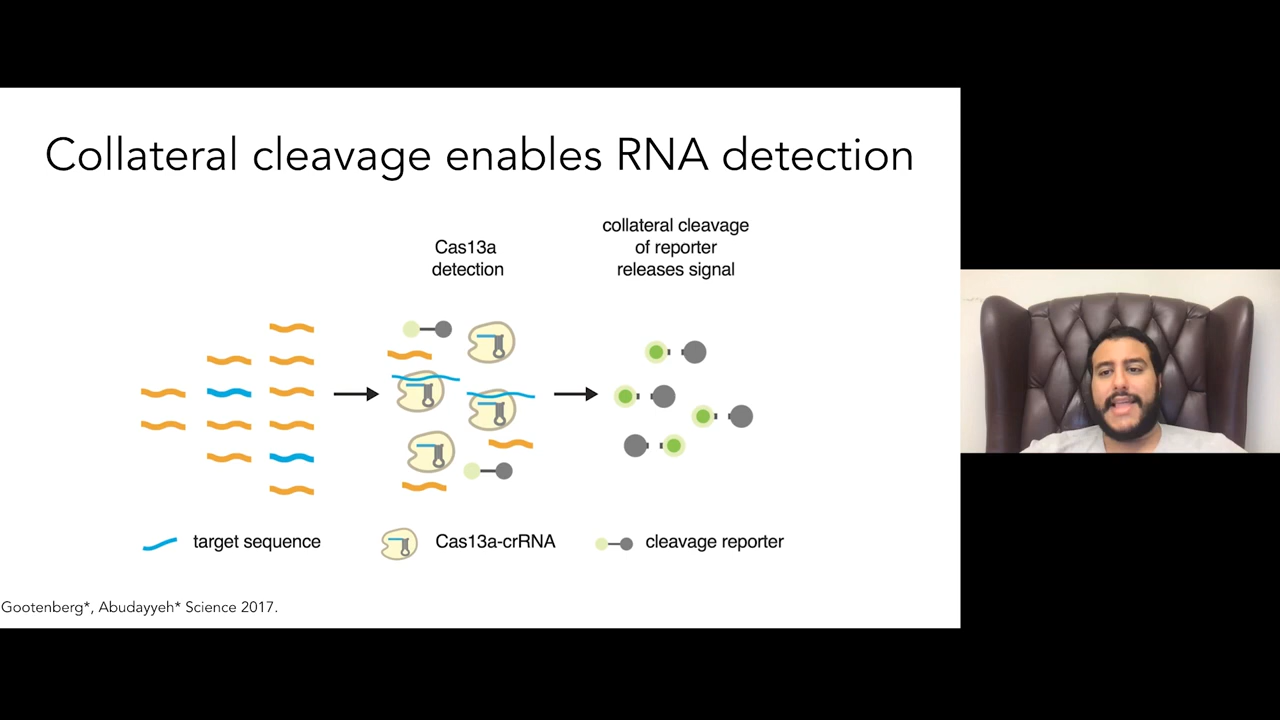 Collateral cleavage enables RNA detection
Cas13a
detection
collateral cleavage
of reporter
releases signal
target sequence
Cas13a-crRNA
cleavage reporter
Gootenberg*, Abudayyeh* Science 2017.